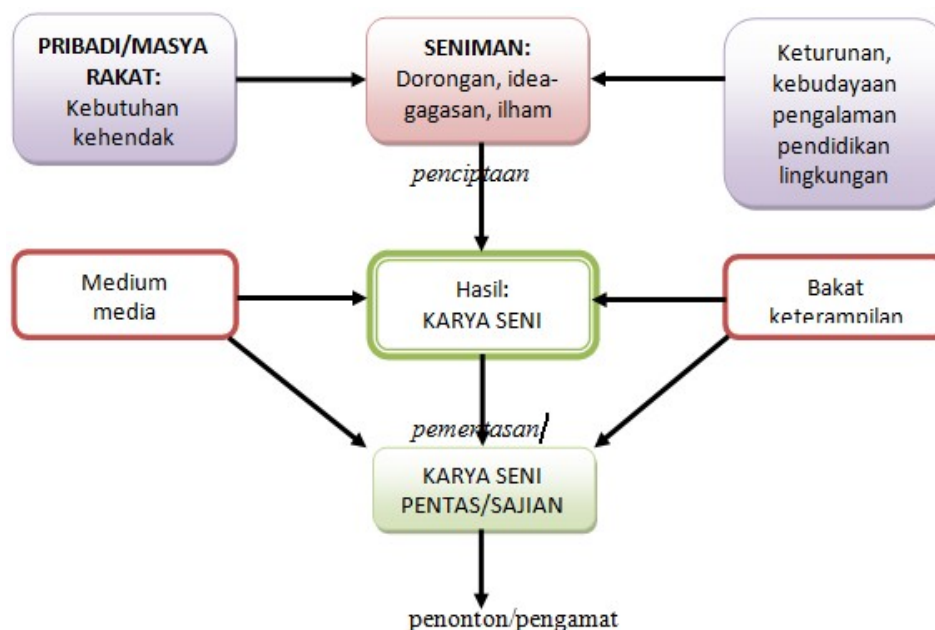 PRIBADI/MASYA
RAKAT:
Kebutuhan
kehendak
SENIMAN:
Dorongan, idea-
gagasan, ilham
Keturunan,
kebudayaan
pengalaman
pendidikan
lingkungan
penciptaan
Medium
media
Hasil:
KARYA SENI
Bakat
keterampilan
pementasan/
KARYA SENI
PENTAS/SAJIAN
penonton/pengamat